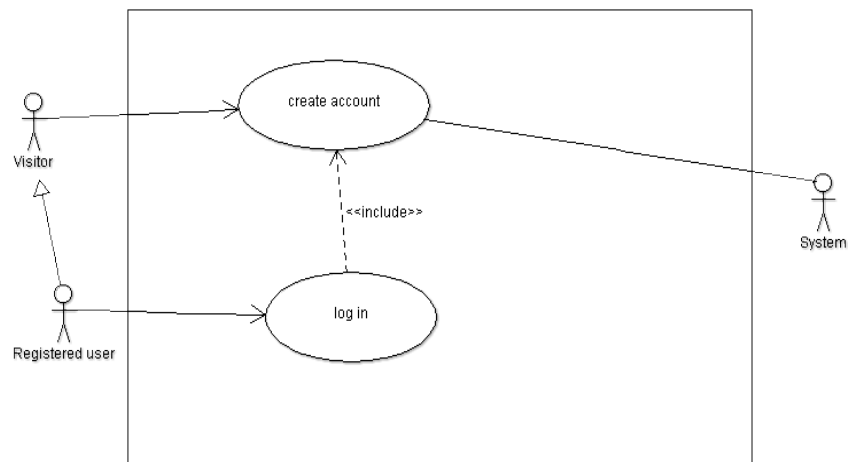 create account
Visitor
<<include>>
System
log in
Registered user